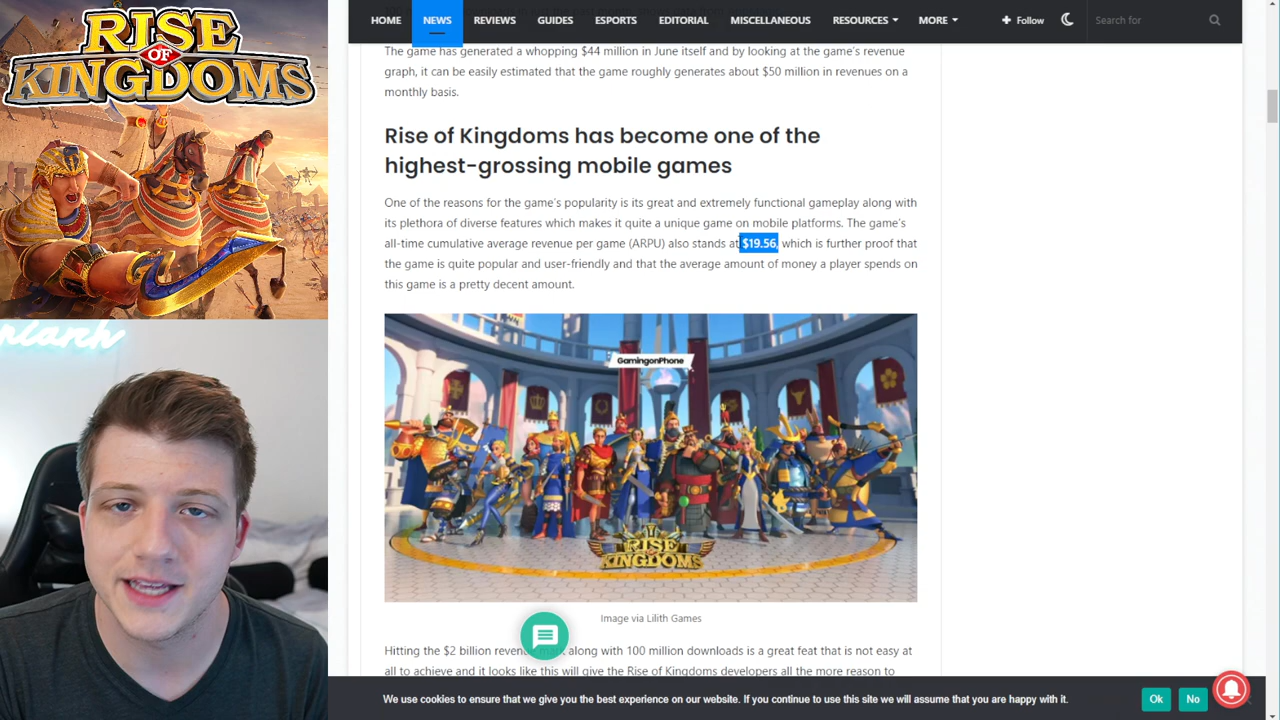 RISE
OF
KINGDOMS
HOME
NEWS
REVIEWS
GUIDES
ESPORTS
EDITORIAL
MISCELLANEOUS
RESOURCES
MORE
Follow
Search for
The game has generated a whopping $44 million in June itself and by looking at the game's revenue
graph, it can be easily estimated that the game roughly generates about $50 million in revenues on a
monthly basis.
Rise of Kingdoms has become one of the
highest-grossing mobile games
One of the reasons for the game's popularity is its great and extremely functional gameplay along with
its plethora of diverse features which makes it quite a unique game on mobile platforms. The game's
all-time cumulative average revenue per game (ARPU) also stands at $19.56, which is further proof that
the game is quite popular and user-friendly and that the average amount of money a player spends on
this game is a pretty decent amount.
GamingonPhone
RISE
OF
KINGDOMS
Image via Lilith Games
Hitting the $2 billion revenue mark along with 100 million downloads is a great feat that is not easy at
all to achieve and it looks like this will give the Rise of Kingdoms developers all the more reason to
We use cookies to ensure that we give you the best experience on our website. If you continue to use this site we will assume that you are happy with it.
Ok
No